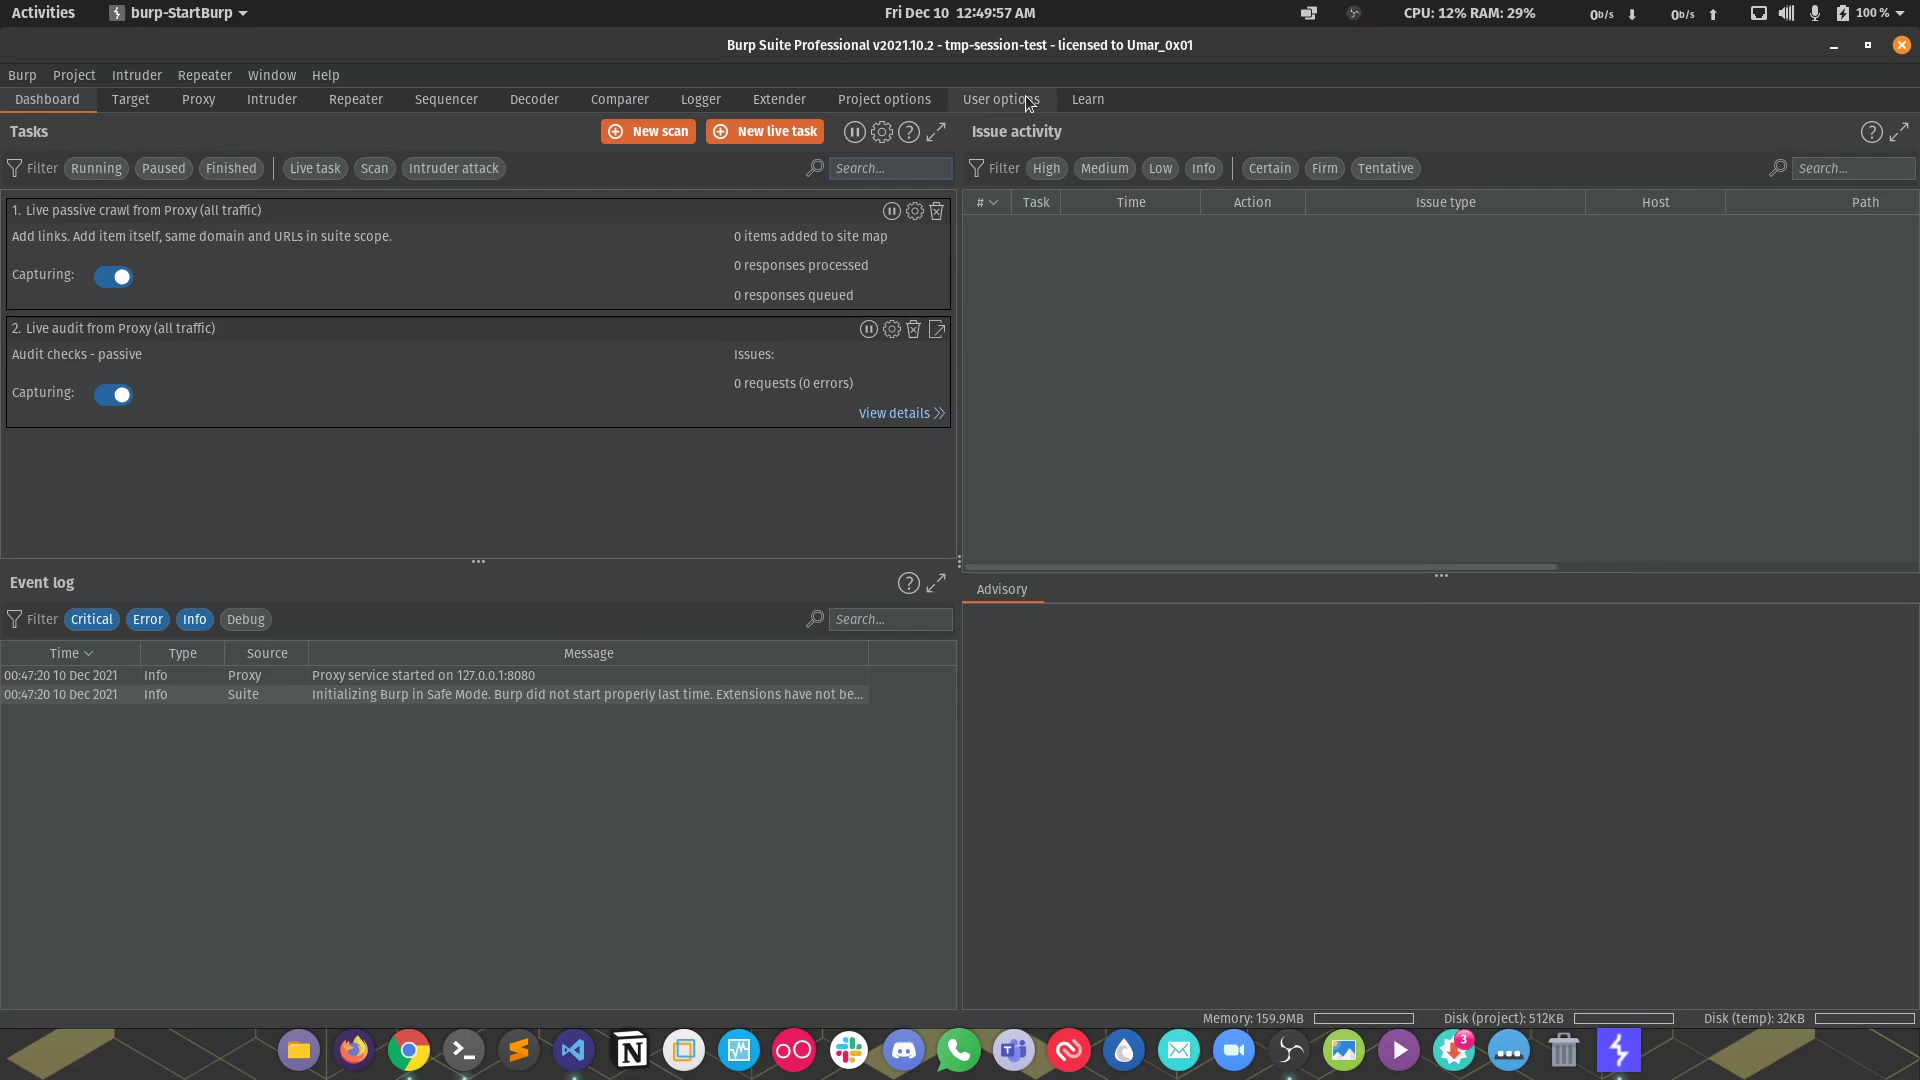 Activities burp-StartBurp Fri Dec 10 12:49:57 AM CPU: 12% RAM: 29% 0b/s 0b/s 100 %
Burp Suite Professional v2021.10.2 - tmp-session-test - licensed to Umar_0x01
Burp Project Intruder Repeater Window Help
Dashboard Target Proxy Intruder Repeater Sequencer Decoder Comparer Logger Extender Project options User options Learn
Tasks New scan New live task
Filter Running Paused Finished Live task Scan Intruder attack Search...
1. Live passive crawl from Proxy (all traffic)
Add links. Add item itself, same domain and URLs in suite scope. 0 items added to site map
0 responses processed
Capturing:
0 responses queued
2. Live audit from Proxy (all traffic)
Audit checks - passive Issues:
0 requests (0 errors)
Capturing:
View details
Issue activity
Filter High Medium Low Info Certain Firm Tentative Search...
# Task Time Action Issue type Host Path
Event log
Filter Critical Error Info Debug Search...
Time Type Source Message
00:47:20 10 Dec 2021 Info Proxy Proxy service started on 127.0.0.1:8080
00:47:20 10 Dec 2021 Info Suite Initializing Burp in Safe Mode. Burp did not start properly last time. Extensions have not be...
Advisory
Memory: 159.9MB Disk (project): 512KB Disk (temp): 32KB
3